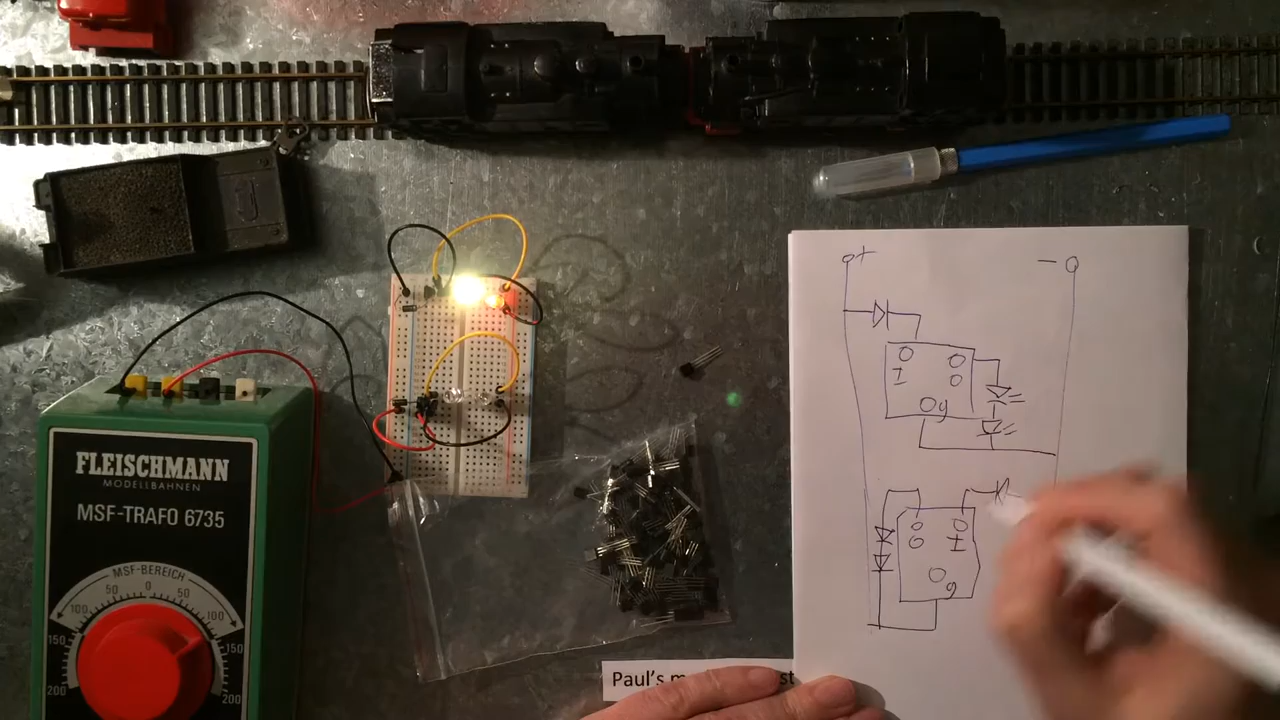 FLEISCHMANN
MODELLBAHNEN
MSF-TRAFO 6735
MSF-BEREICH
50 0 50
100 100
150 150
200 200
Paul's m st
+ -
I O
g
O I
g